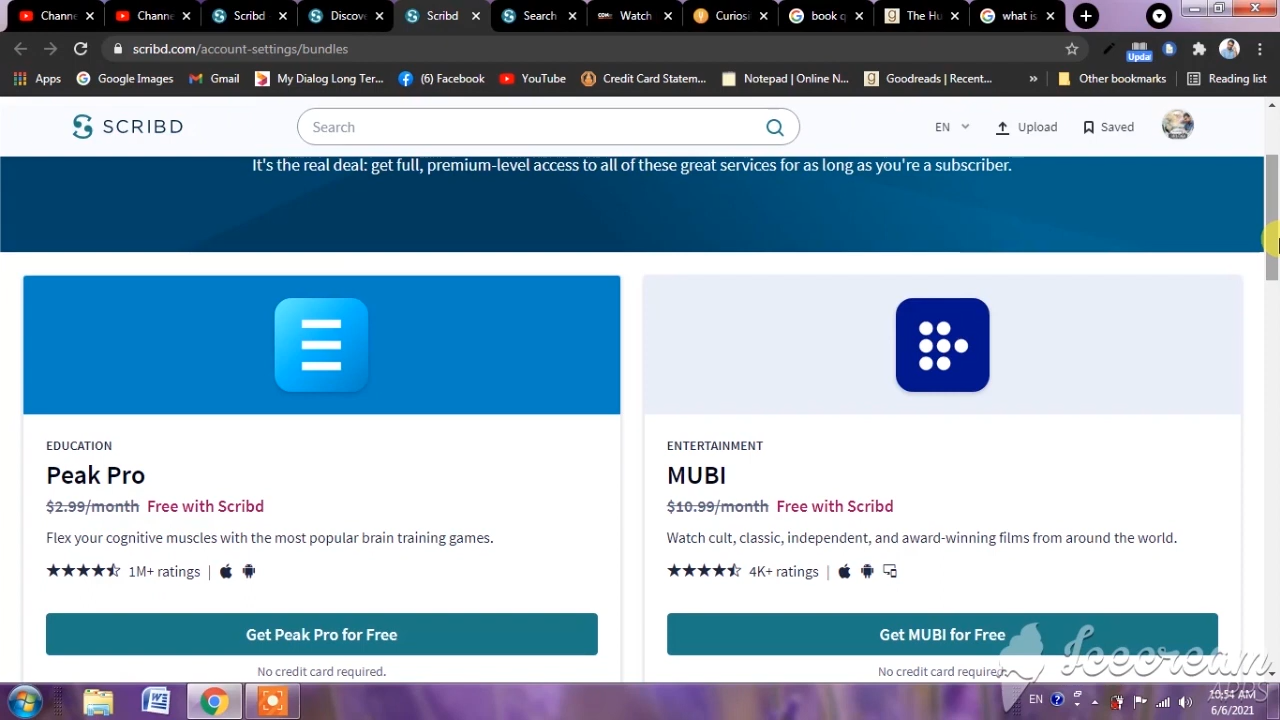 Chann
Chann
Scribd
Discov
Scribd
Search
Watch
Curiosi
book q
The Hu
what is
scribd.com/account-settings/bundles
Upda
Apps
Google Images
Gmail
My Dialog Long Ter...
(6) Facebook
YouTube
Credit Card Statem...
Notepad | Online N...
Goodreads | Recent...
»
Other bookmarks
Reading list
SCRIBD
Search
EN
Upload
Saved
It's the real deal: get full, premium-level access to all of these great services for as long as you're a subscriber.
EDUCATION
Peak Pro
$2.99/month Free with Scribd
Flex your cognitive muscles with the most popular brain training games.
1M+ ratings |
Get Peak Pro for Free
No credit card required.
ENTERTAINMENT
MUBI
$10.99/month Free with Scribd
Watch cult, classic, independent, and award-winning films from around the world.
4K+ ratings |
Get MUBI for Free
No credit card required.
Icecream
APPS
EN
10:54 AM
6/6/2021